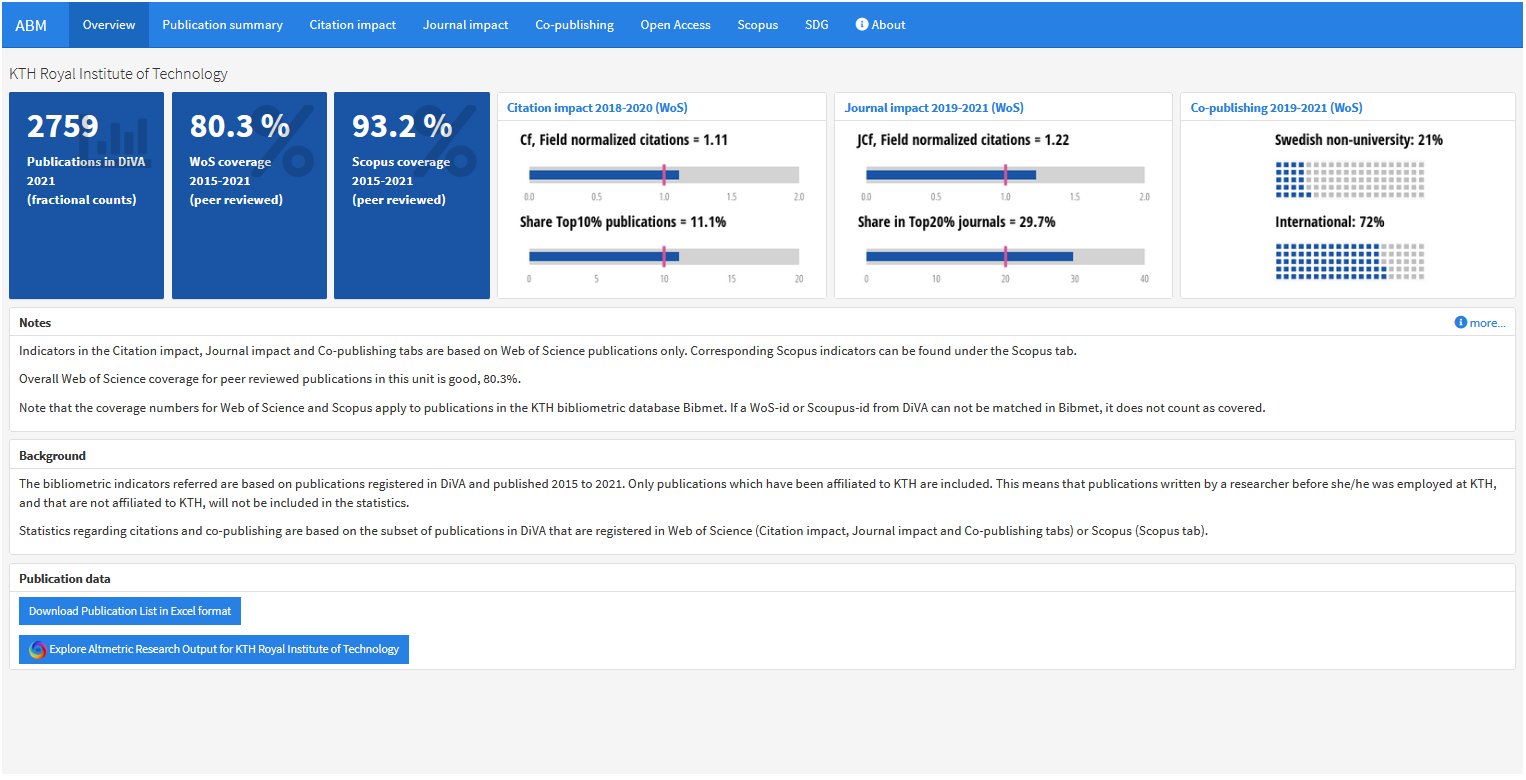 ABM Overview Publication summary Citation impact Journal impact Co-publishing Open Access Scopus SDG About
KTH Royal Institute of Technology
2759
Publications in DiVA
2021
(fractional counts)
80.3 %
WoS coverage
2015-2021
(peer reviewed)
93.2 %
Scopus coverage
2015-2021
(peer reviewed)
Citation impact 2018-2020 (WoS)
Cf, Field normalized citations = 1.11
0.0 0.5 1.0 1.5 2.0
Share Top10% publications = 11.1%
0 5 10 15 20
Journal impact 2019-2021 (WoS)
JCf, Field normalized citations = 1.22
0.0 0.5 1.0 1.5 2.0
Share in Top20% journals = 29.7%
0 10 20 30 40
Co-publishing 2019-2021 (WoS)
Swedish non-university: 21%
International: 72%
Notes more...
Indicators in the Citation impact, Journal impact and Co-publishing tabs are based on Web of Science publications only. Corresponding Scopus indicators can be found under the Scopus tab.
Overall Web of Science coverage for peer reviewed publications in this unit is good, 80.3%.
Note that the coverage numbers for Web of Science and Scopus apply to publications in the KTH bibliometric database Bibmet. If a WoS-id or Scoupus-id from DiVA can not be matched in Bibmet, it does not count as covered.
Background
The bibliometric indicators referred are based on publications registered in DiVA and published 2015 to 2021. Only publications which have been affiliated to KTH are included. This means that publications written by a researcher before she/he was employed at KTH,
and that are not affiliated to KTH, will not be included in the statistics.
Statistics regarding citations and co-publishing are based on the subset of publications in DiVA that are registered in Web of Science (Citation impact, Journal impact and Co-publishing tabs) or Scopus (Scopus tab).
Publication data
Download Publication List in Excel format
Explore Altmetric Research Output for KTH Royal Institute of Technology